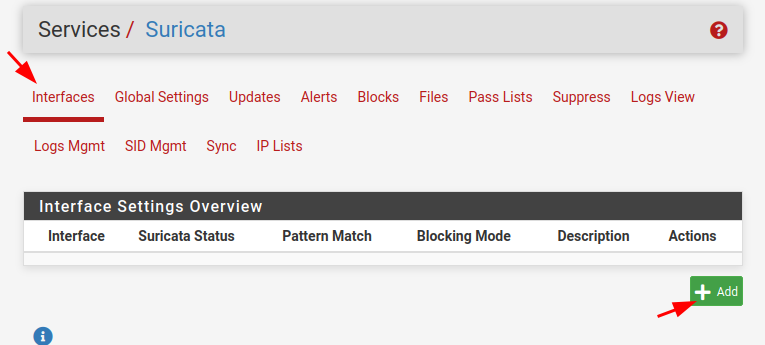 Services / Suricata
Interfaces Global Settings Updates Alerts Blocks Files Pass Lists Suppress Logs View
Logs Mgmt SID Mgmt Sync IP Lists
Interface Settings Overview
Interface Suricata Status Pattern Match Blocking Mode Description Actions
Add